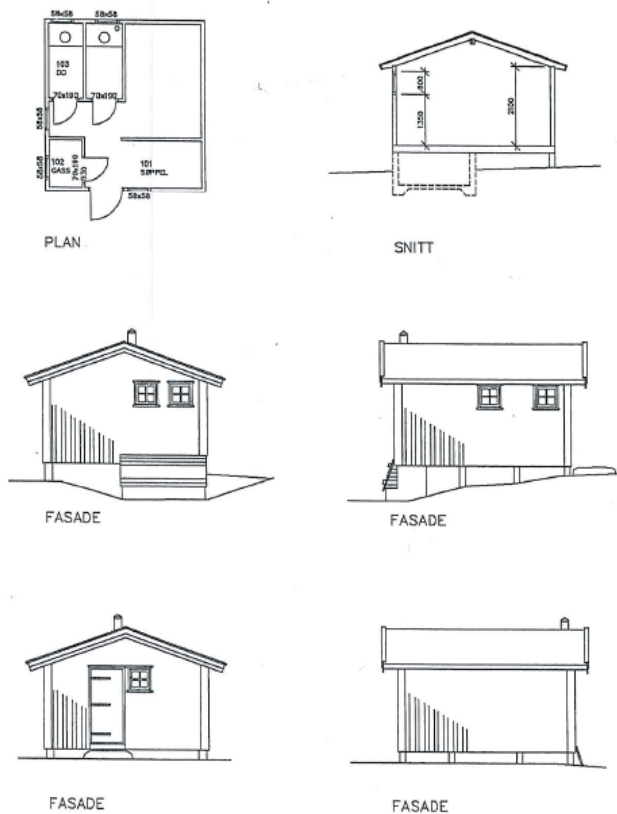 58x58 58x58
103
DO
70x190 70x190
58x58
58x58
102
GASS
70x190
930
101
SØPPEL
58x58
PLAN
600
1350
2100
SNITT
FASADE
FASADE
FASADE
FASADE